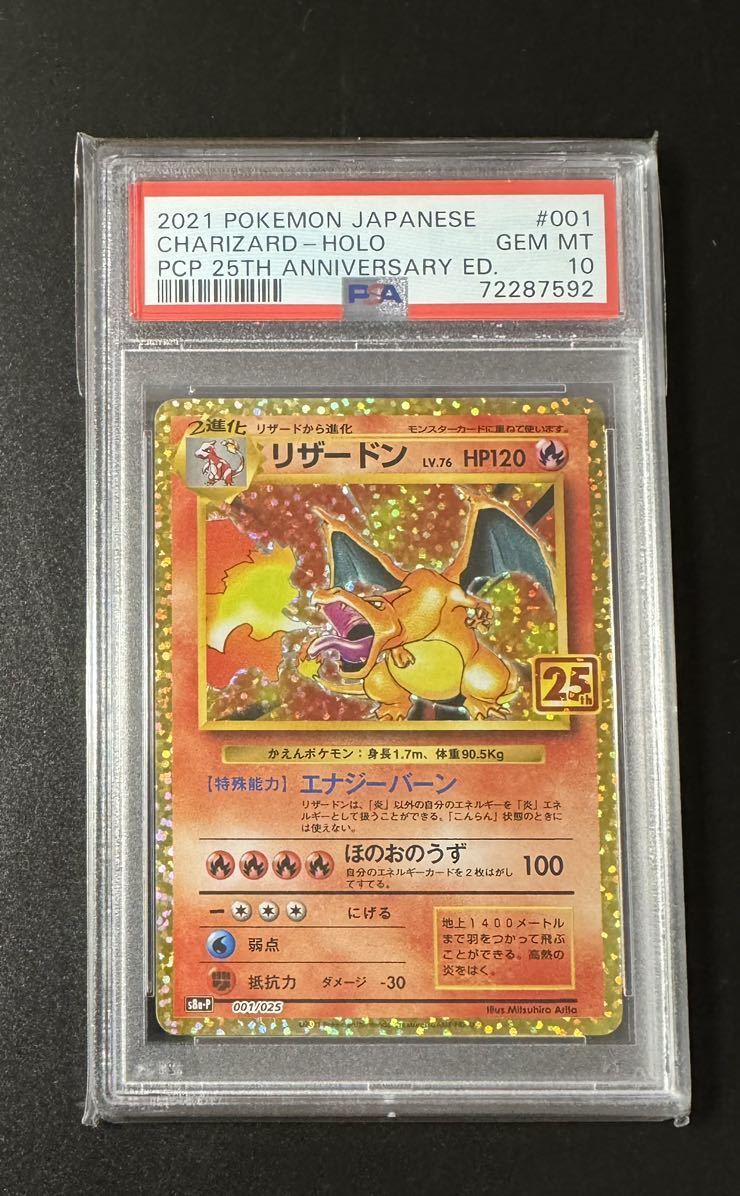 2021 POKEMON JAPANESE #001
CHARIZARD-HOLO GEM MT
PCP 25TH ANNIVERSARY ED. 10
PSA 72287592
2進化 リザードから進化 モンスターカードに重ねて使います。
リザードン LV.76 HP120
25th
かえんポケモン：身長1.7m、体重90.5Kg
【特殊能力】エナジーバーン
リザードンは、「炎」以外の自分のエネルギーを「炎」エネ
ルギーとして扱うことができる。「こんらん」状態のときに
は使えない。
ほのおのうず 100
自分のエネルギーカードを2枚はがし
てすてる。
にげる
弱点
抵抗力 ダメージ -30
地上1400メートル
まで羽をつかって飛ぶ
ことができる。高熱の
炎をはく。
s8a-P 001/025 Illus.Mitsuhiro Arita